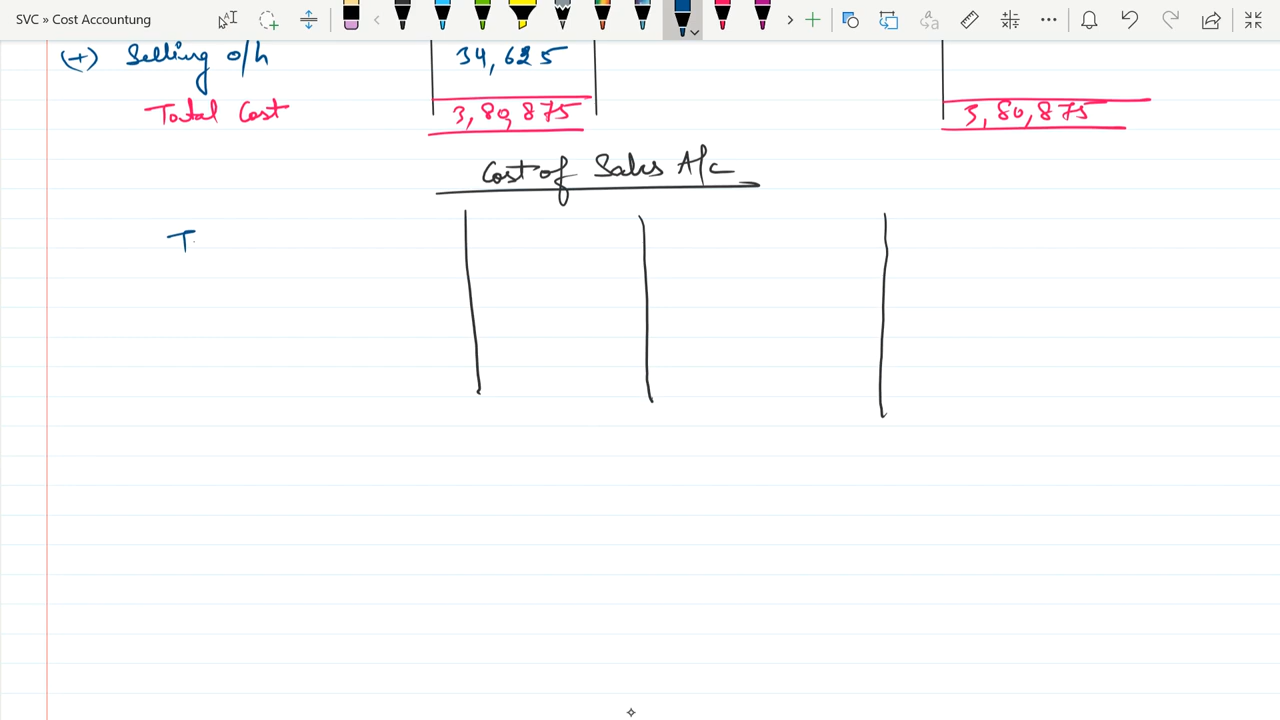 SVC » Cost Accountung
(+) Selling o/h 34,625
Total Cost 3,80,875 3,80,875
Cost of Sales A/c
T